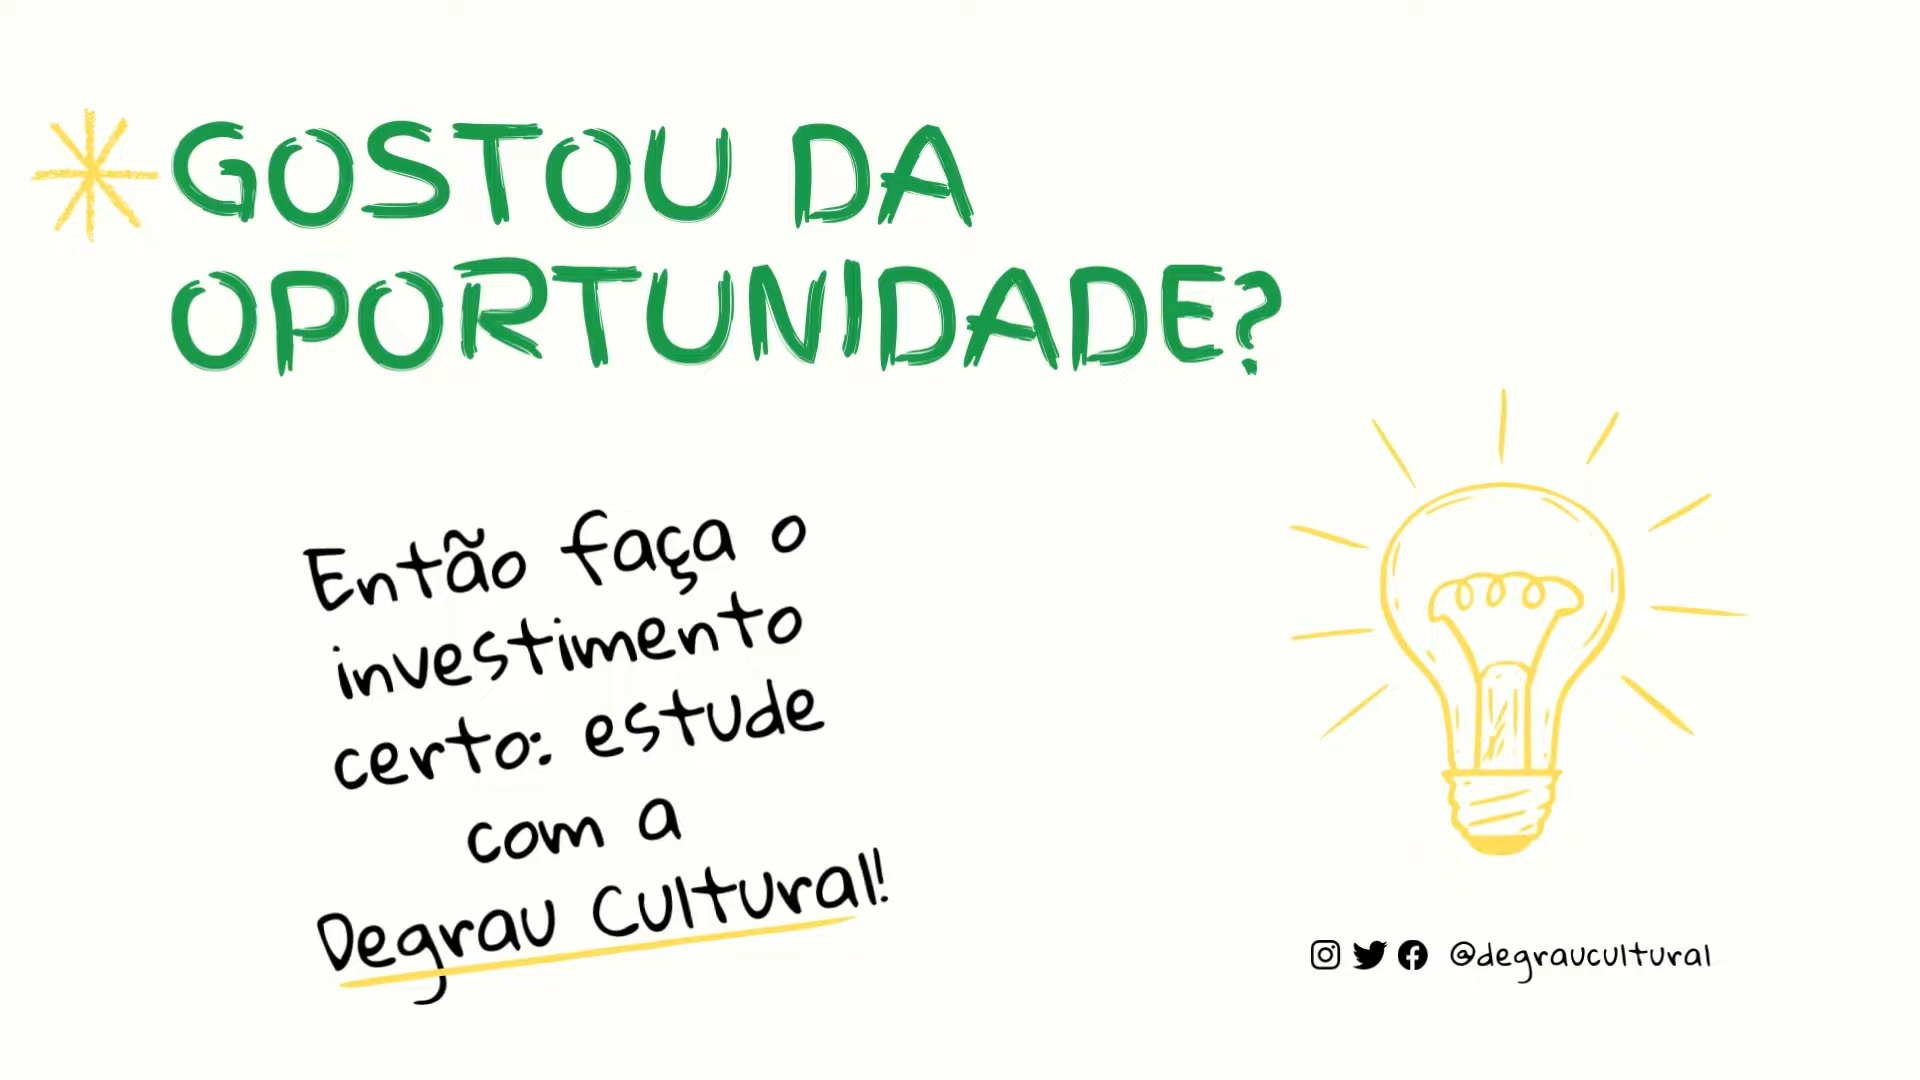 GOSTOU DA
OPORTUNIDADE?
Então faça o
investimento
certo: estude
com a
Degrau Cultural!
@degraucultural